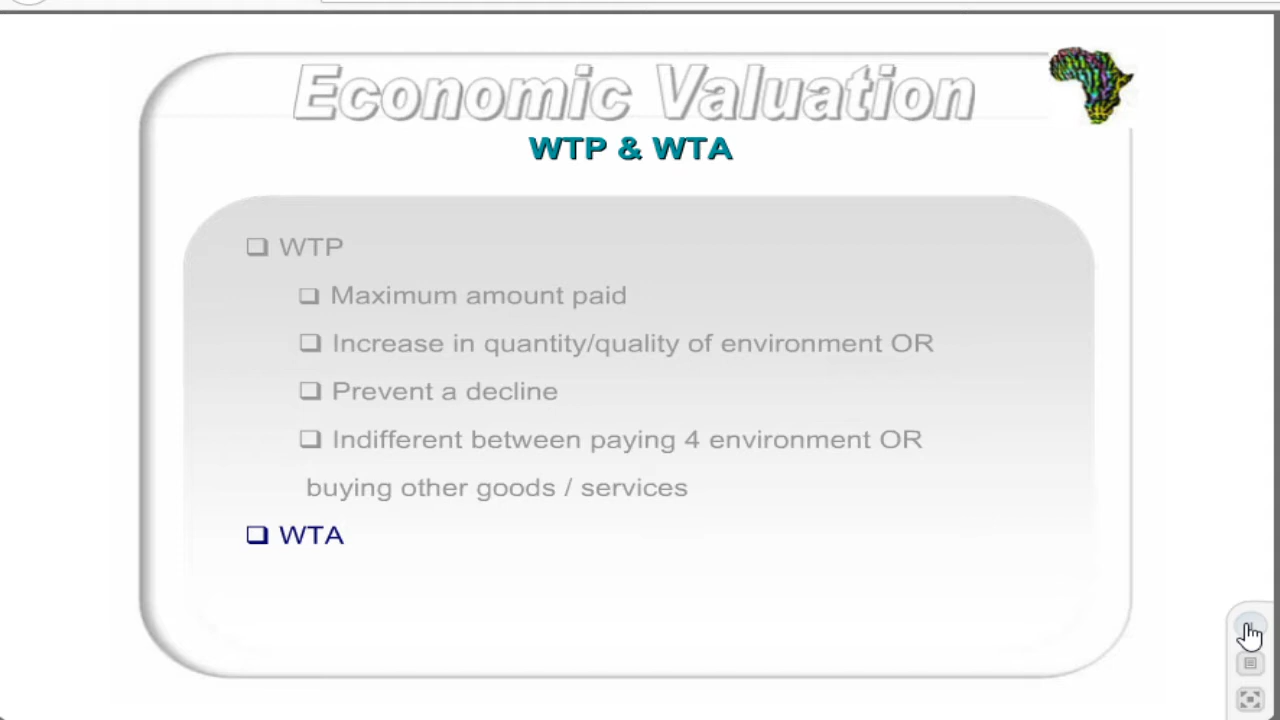 Economic Valuation
WTP & WTA
❑ WTP
❑ Maximum amount paid
❑ Increase in quantity/quality of environment OR
❑ Prevent a decline
❑ Indifferent between paying 4 environment OR
buying other goods / services
❑ WTA